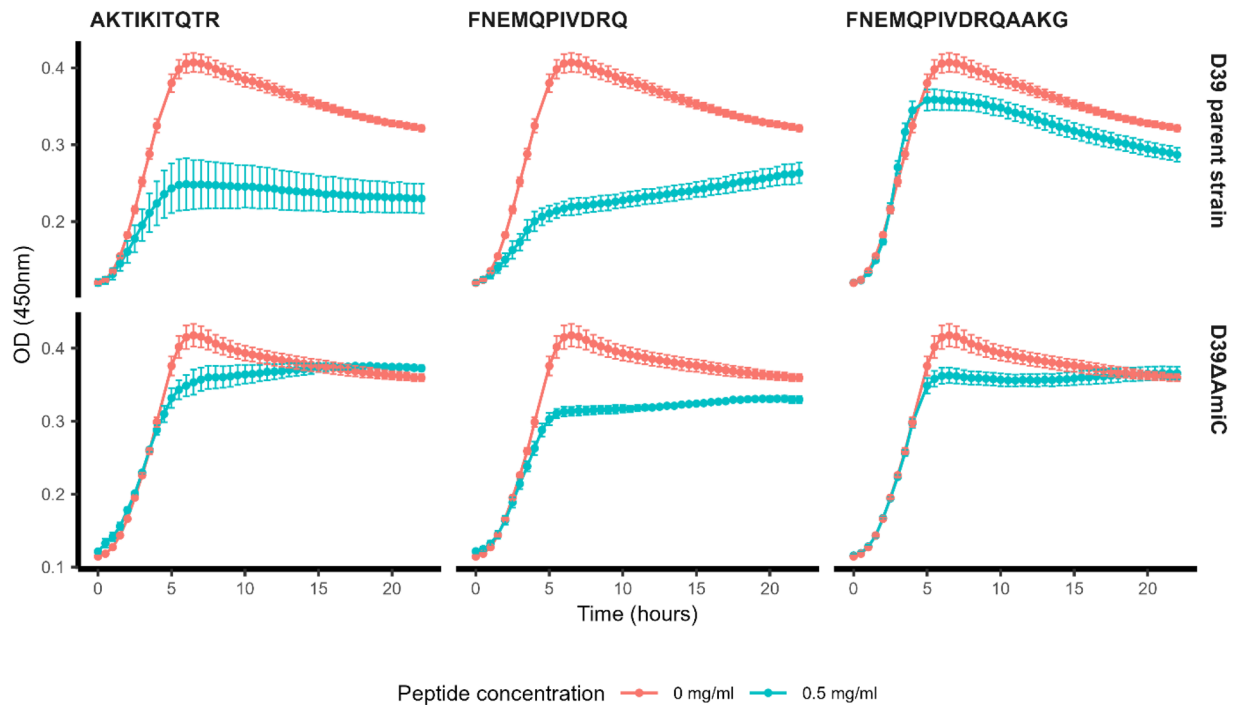 AKTIKITQTR FNEMQPIVDRQ FNEMQPIVDRQAAKG
D39 parent strain
0.4
0.3
0.2
D39ΔAmiC
0.4
0.3
0.2
0.1
OD (450nm)
0 5 10 15 20 0 5 10 15 20 0 5 10 15 20
Time (hours)
Peptide concentration 0 mg/ml 0.5 mg/ml